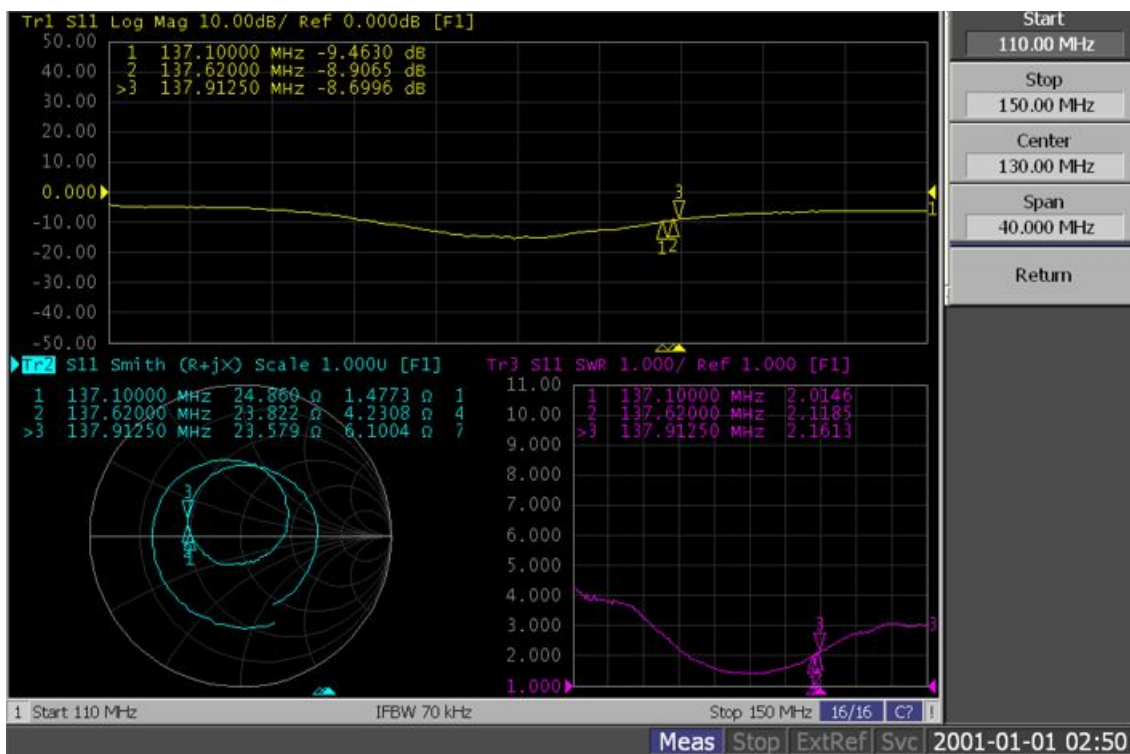 Tr1 S11 Log Mag 10.00dB/ Ref 0.000dB [F1]
50.00
40.00
30.00
20.00
10.00
0.000
-10.00
-20.00
-30.00
-40.00
-50.00
1 137.10000 MHz -9.4630 dB
2 137.62000 MHz -8.9065 dB
>3 137.91250 MHz -8.6996 dB
3
1
2
1
Tr2 S11 Smith (R+jX) Scale 1.000U [F1]
1 137.10000 MHz 24.860 Ω 1.4773 Ω 1
2 137.62000 MHz 23.822 Ω 4.2308 Ω 4
>3 137.91250 MHz 23.579 Ω 6.1004 Ω 7
3
1
Tr3 S11 SWR 1.000/ Ref 1.000 [F1]
11.00
10.00
9.000
8.000
7.000
6.000
5.000
4.000
3.000
2.000
1.000
1 137.10000 MHz 2.0146
2 137.62000 MHz 2.1185
>3 137.91250 MHz 2.1613
3
3
1 Start 110 MHz IFBW 70 kHz Stop 150 MHz 16/16 C? !
Meas Stop ExtRef Svc 2001-01-01 02:50
Start
110.00 MHz
Stop
150.00 MHz
Center
130.00 MHz
Span
40.000 MHz
Return